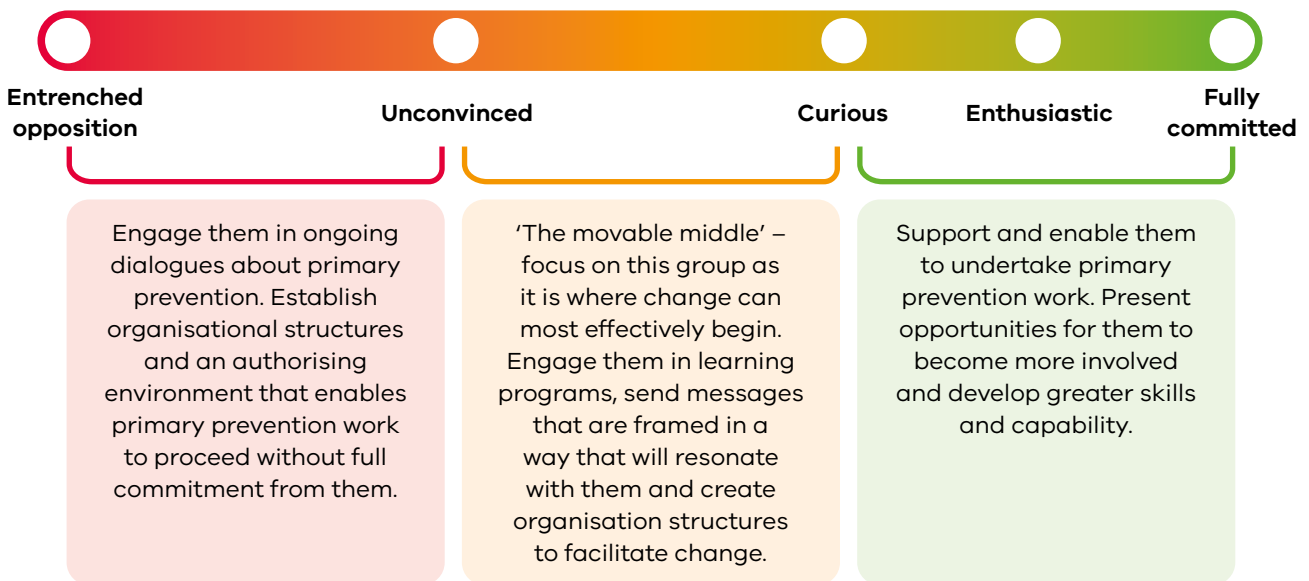 Entrenched
opposition
Unconvinced
Curious
Enthusiastic
Fully
committed
Engage them in ongoing
dialogues about primary
prevention. Establish
organisational structures
and an authorising
environment that enables
primary prevention work
to proceed without full
commitment from them.
‘The movable middle’ –
focus on this group as
it is where change can
most effectively begin.
Engage them in learning
programs, send messages
that are framed in a
way that will resonate
with them and create
organisation structures
to facilitate change.
Support and enable them
to undertake primary
prevention work. Present
opportunities for them to
become more involved
and develop greater skills
and capability.